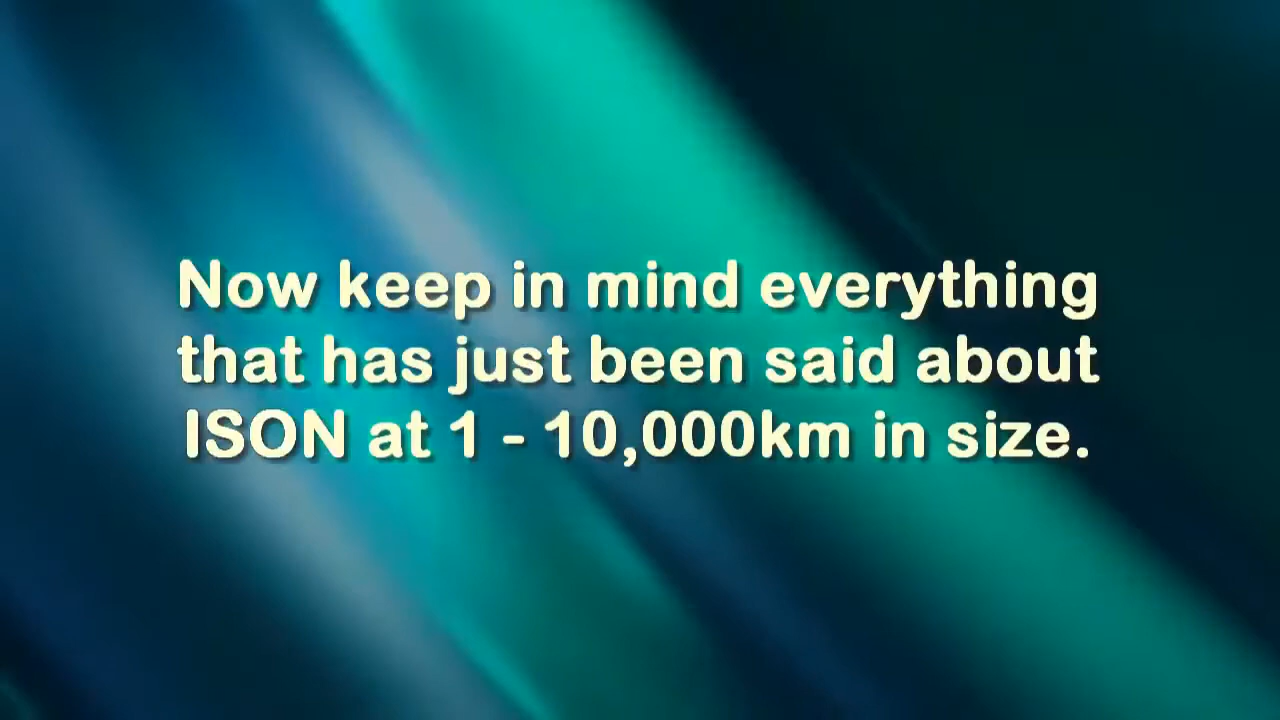 Now keep in mind everything
that has just been said about
ISON at 1 - 10,000km in size.